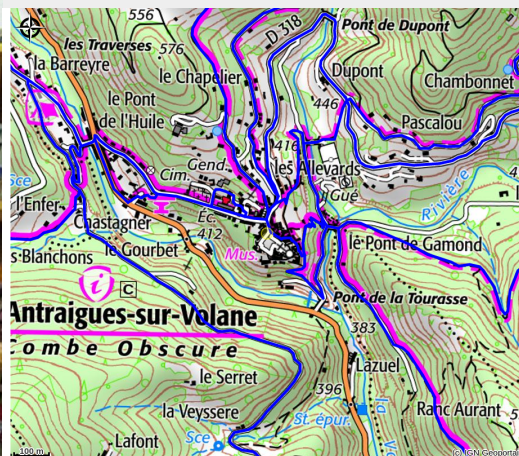 556
D 318
Pont de Dupont
les Traverses
576
la Barreyre
le Chapelier
Dupont
Chambonnet
le Pont
de l'Huile
446
Pascalou
416
Gend.
les Allevards
Cim.
Gué
Sce
l'Enfer
Rivière
Éc.
Chastagner
412
s Blanchons
le Gourbet
Mus.
le Pont de Gamond
i
C
Pont de la Tourasse
Antraigues-sur-Volane
383
ombe Obscure
Lazuel
le Serret
396
la Veyssère
Ranc Aurant
St. épur.
la
Sce
Lafont
100 m
(c) IGN Geoportail